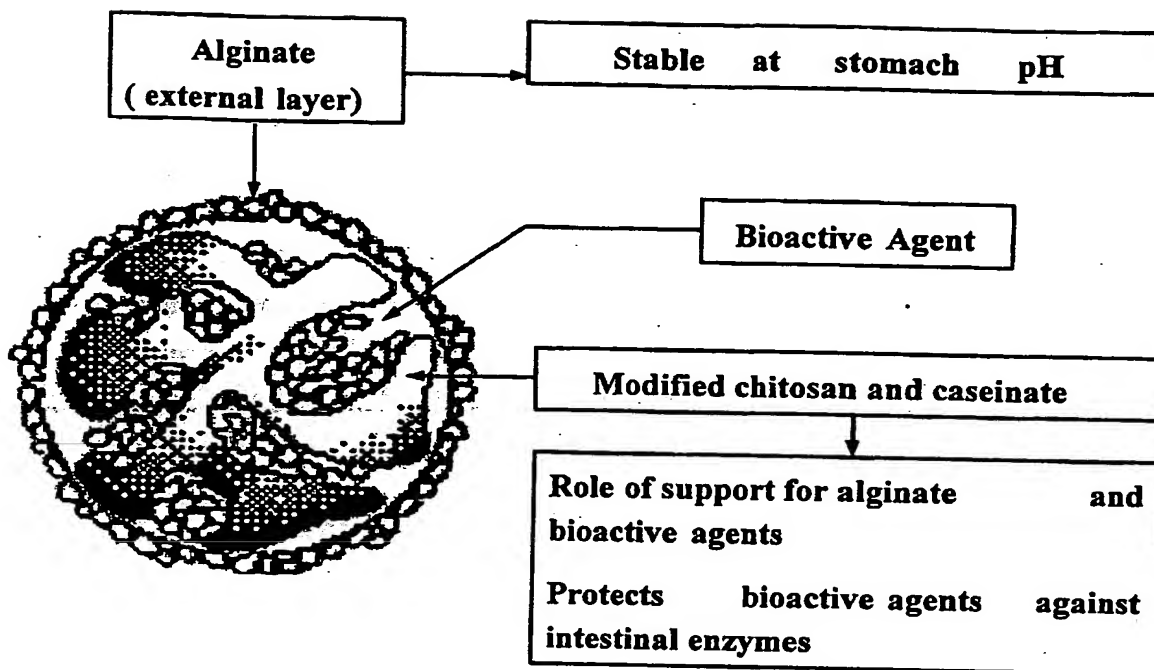 Alginate
( external layer)
Stable at stomach pH
Bioactive Agent
Modified chitosan and caseinate
Role of support for alginate and
bioactive agents
Protects bioactive agents against
intestinal enzymes